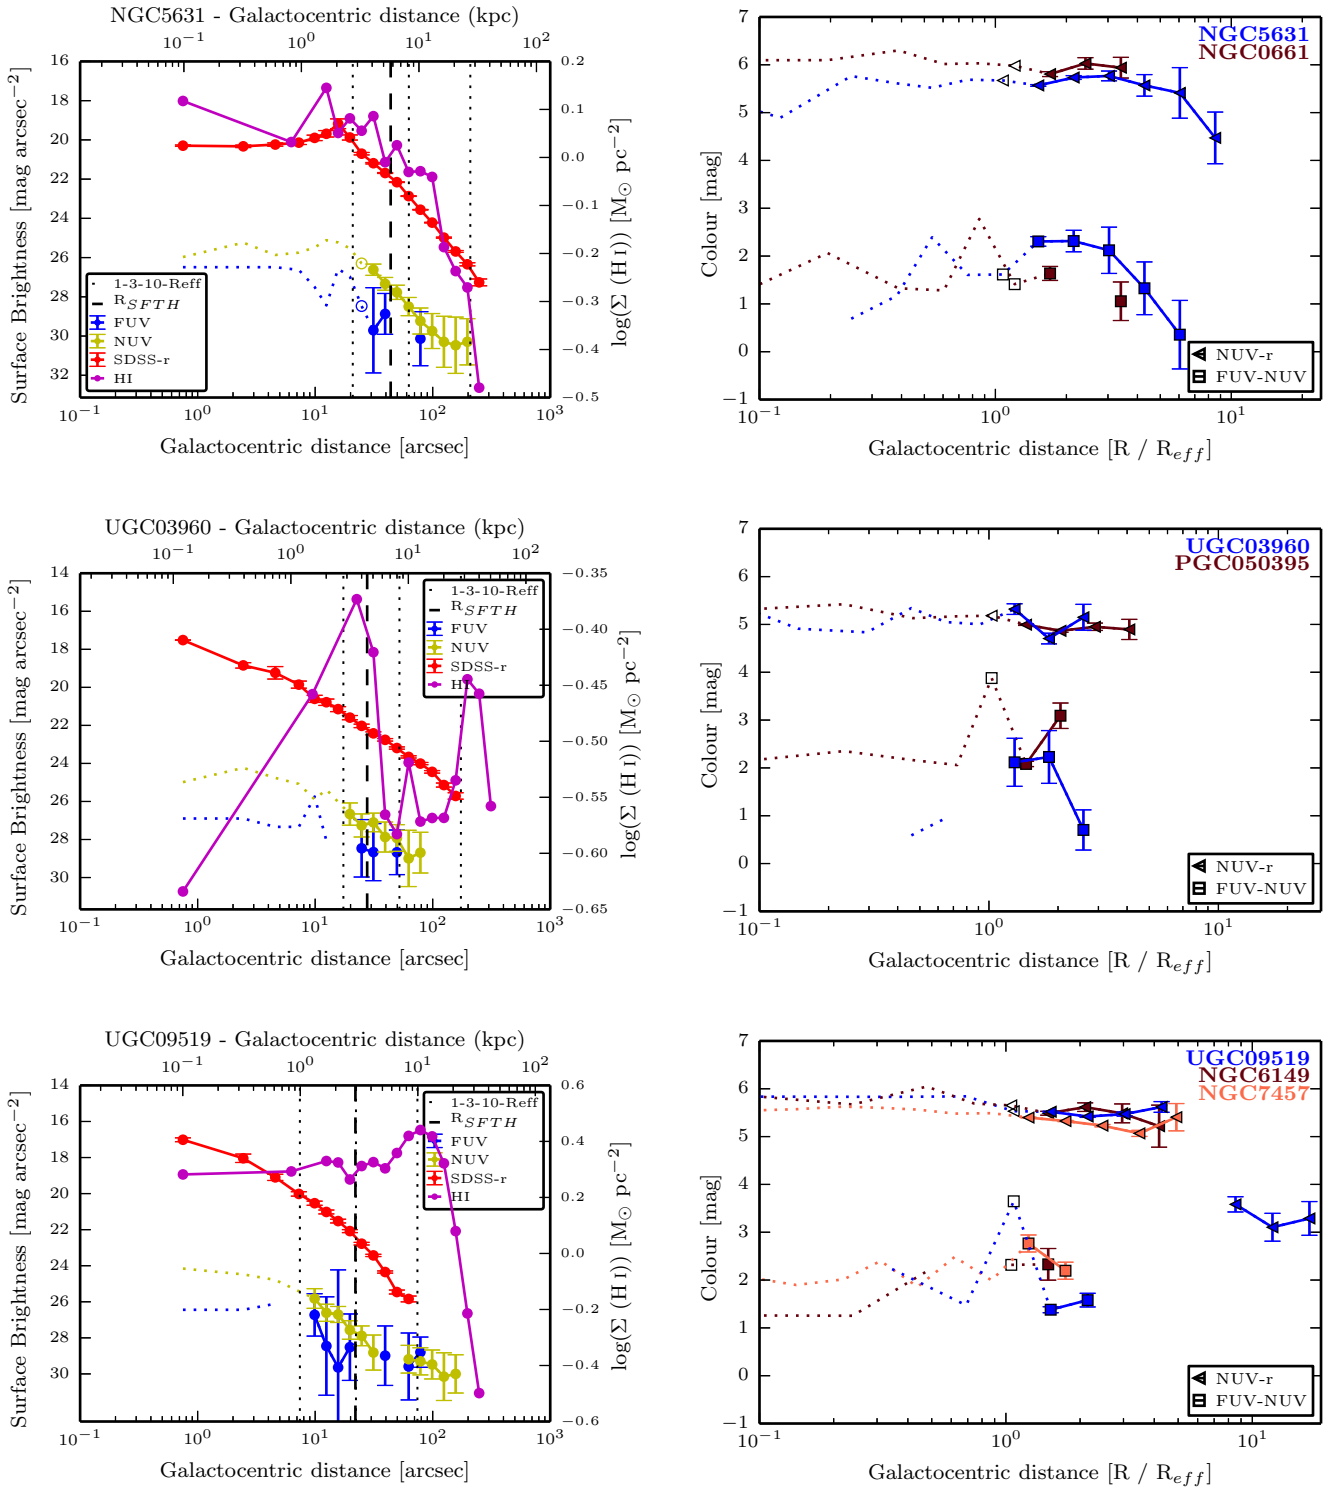 NGC5631 - Galactocentric distance (kpc)
10⁻¹ 10⁰ 10¹ 10²
Surface Brightness [mag arcsec⁻²]
16
18
20
22
24
26
28
30
32
0.2
0.1
0.0
−0.1
−0.2
−0.3
−0.4
−0.5
log(Σ (H I)) [M⊙ pc⁻²]
1-3-10-Reff
R_SFTH
FUV
NUV
SDSS-r
HI
10⁻¹ 10⁰ 10¹ 10² 10³
Galactocentric distance [arcsec]
NGC5631
NGC0661
Colour [mag]
7
6
5
4
3
2
1
0
−1
NUV-r
FUV-NUV
10⁻¹ 10⁰ 10¹
Galactocentric distance [R / R_eff]
UGC03960 - Galactocentric distance (kpc)
10⁻¹ 10⁰ 10¹ 10²
Surface Brightness [mag arcsec⁻²]
14
16
18
20
22
24
26
28
30
−0.35
−0.40
−0.45
−0.50
−0.55
−0.60
−0.65
log(Σ (H I)) [M⊙ pc⁻²]
1-3-10-Reff
R_SFTH
FUV
NUV
SDSS-r
HI
10⁻¹ 10⁰ 10¹ 10² 10³
Galactocentric distance [arcsec]
UGC03960
PGC050395
Colour [mag]
7
6
5
4
3
2
1
0
−1
NUV-r
FUV-NUV
10⁻¹ 10⁰ 10¹
Galactocentric distance [R / R_eff]
UGC09519 - Galactocentric distance (kpc)
10⁻¹ 10⁰ 10¹ 10²
Surface Brightness [mag arcsec⁻²]
14
16
18
20
22
24
26
28
30
0.6
0.4
0.2
0.0
−0.2
−0.4
−0.6
log(Σ (H I)) [M⊙ pc⁻²]
1-3-10-Reff
R_SFTH
FUV
NUV
SDSS-r
HI
10⁻¹ 10⁰ 10¹ 10² 10³
Galactocentric distance [arcsec]
UGC09519
NGC6149
NGC7457
Colour [mag]
7
6
5
4
3
2
1
0
−1
NUV-r
FUV-NUV
10⁻¹ 10⁰ 10¹
Galactocentric distance [R / R_eff]